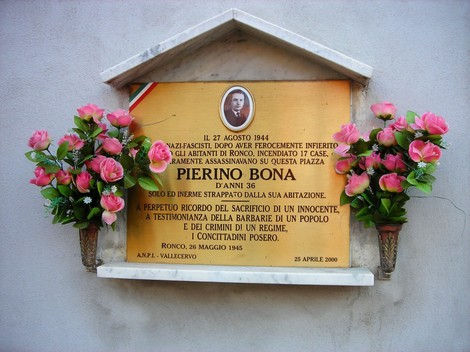 IL 27 AGOSTO 1944
NAZI-FASCISTI, DOPO AVER FEROCEMENTE INFIERITO
GLI ABITANTI DI RONCO, INCENDIATO 17 CASE,
ASSASSINAVANO SU QUESTA PIAZZA
PIERINO BONA
D'ANNI 36
SOLO ED INERME STRAPPATO DALLA SUA ABITAZIONE.
A PERPETUO RICORDO DEL SACRIFICIO DI UN INNOCENTE,
A TESTIMONIANZA DELLA BARBARIE DI UN POPOLO
E DEI CRIMINI DI UN REGIME,
I CONCITTADINI POSERO.
RONCO, 26 MAGGIO 1945
A.N.P.I. - VALLECERVO 25 APRILE 2000